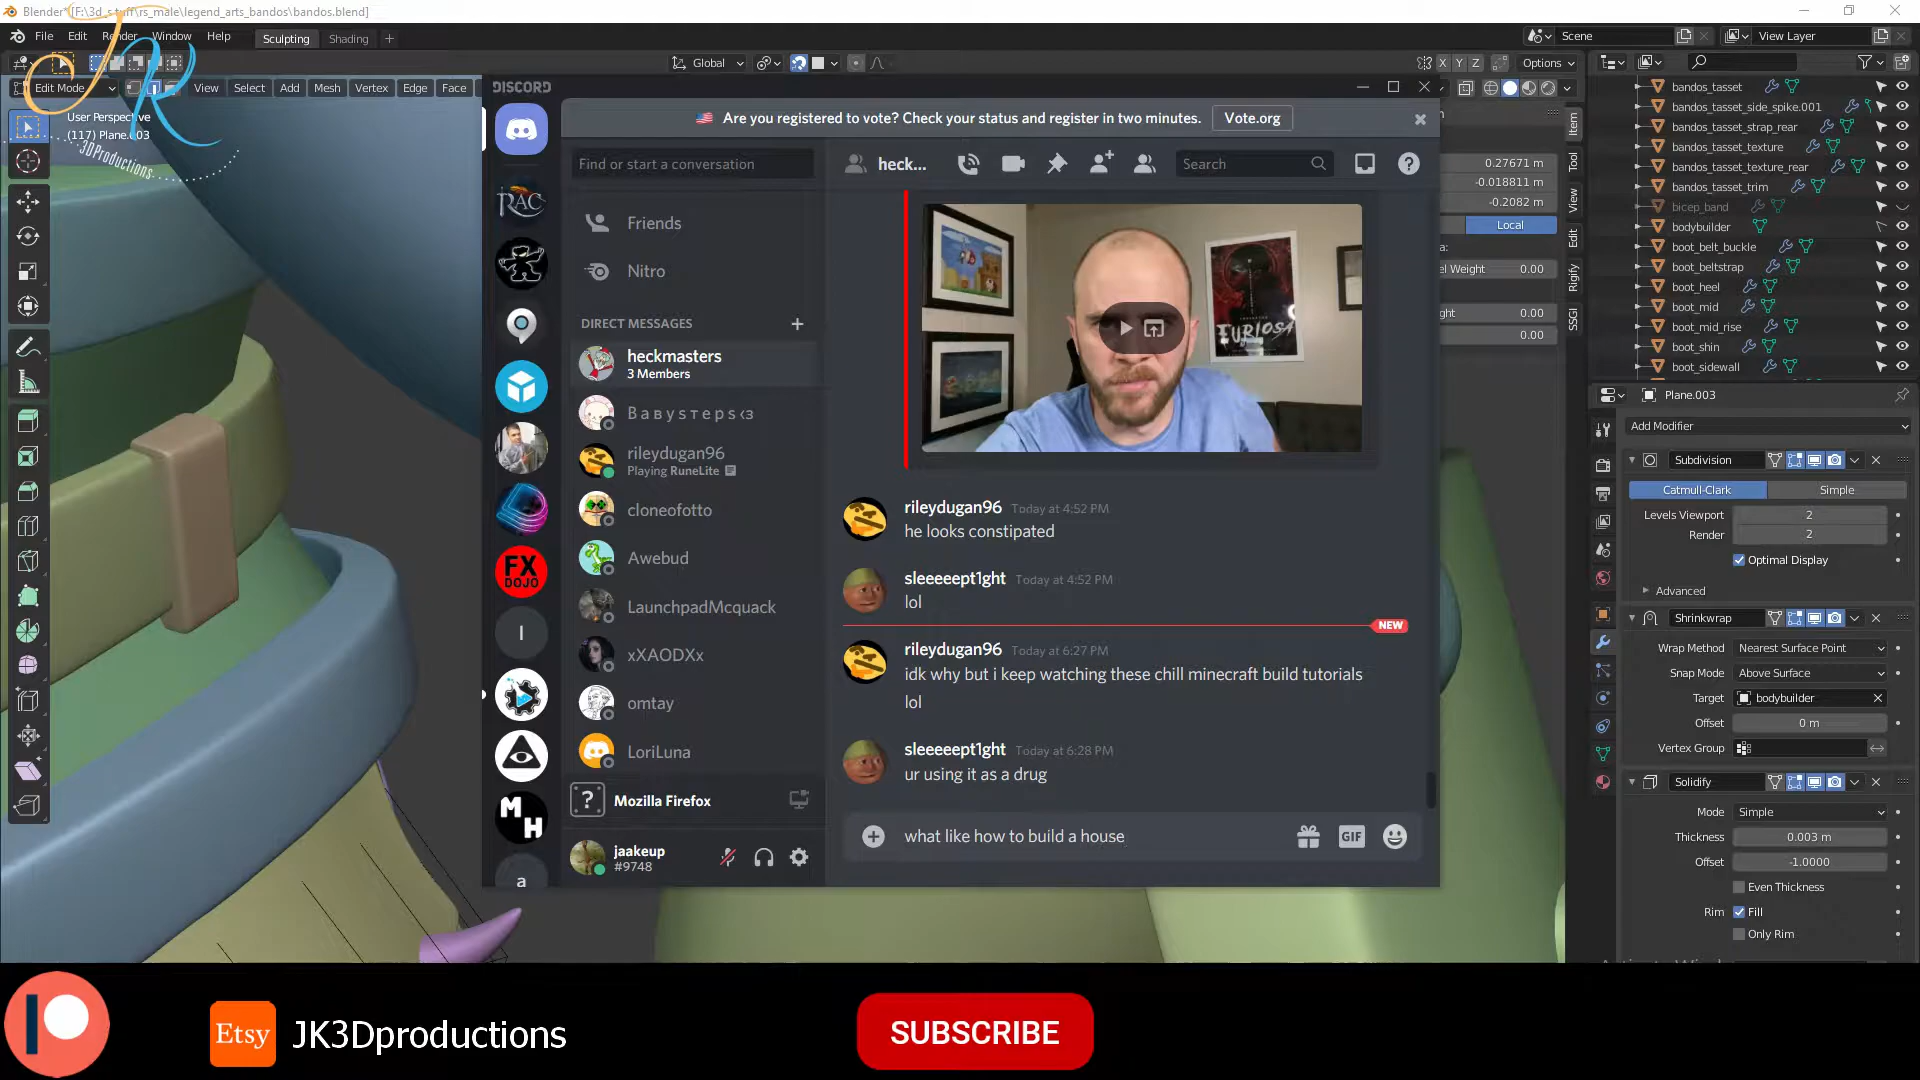 Blender* [F:\3d_stuff\rs_male\legend_arts_bandos\bandos.blend]
File Edit Render Window Help Sculpting Shading +
Scene View Layer
Global X Y Z Options
Edit Mode View Select Add Mesh Vertex Edge Face
JR
3DProductions
User Perspective
(117) Plane.003
DISCORD
Are you registered to vote? Check your status and register in two minutes. Vote.org
Find or start a conversation
heck...
Search
RAC
FX DOJO
I
MH
a
Friends
Nitro
DIRECT MESSAGES +
heckmasters
3 Members
Bᴀʙʏsᴛᴇᴘs‹з
rileydugan96
Playing RuneLite
cloneofotto
Awebud
LaunchpadMcquack
xXAODXx
omtay
LoriLuna
Mozilla Firefox
jaakeup
#9748
FURIOSA
rileydugan96 Today at 4:52 PM
he looks constipated
sleeeeept1ght Today at 4:52 PM
lol
NEW
rileydugan96 Today at 6:27 PM
idk why but i keep watching these chill minecraft build tutorials
lol
sleeeeept1ght Today at 6:28 PM
ur using it as a drug
what like how to build a house
GIF
0.27671 m
-0.018811 m
-0.2082 m
Local
el Weight 0.00
ght 0.00
0.00
Item
Tool
View
Edit
Rigify
SSGI
bandos_tasset
bandos_tasset_side_spike.001
bandos_tasset_strap_rear
bandos_tasset_texture
bandos_tasset_texture_rear
bandos_tasset_trim
bicep_band
bodybuilder
boot_belt_buckle
boot_beltstrap
boot_heel
boot_mid
boot_mid_rise
boot_shin
boot_sidewall
Plane.003
Add Modifier
Subdivision
Catmull-Clark Simple
Levels Viewport 2
Render 2
Optimal Display
Advanced
Shrinkwrap
Wrap Method Nearest Surface Point
Snap Mode Above Surface
Target bodybuilder
Offset 0 m
Vertex Group
Solidify
Mode Simple
Thickness 0.003 m
Offset -1.0000
Even Thickness
Rim Fill
Only Rim
Etsy JK3Dproductions
SUBSCRIBE